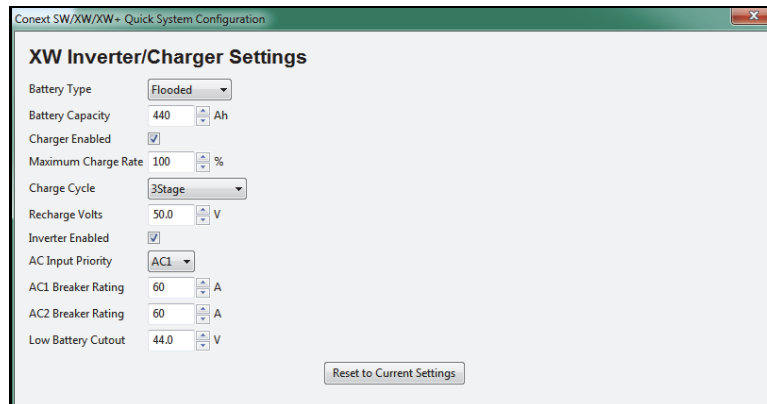 Conext SW/XW/XW+ Quick System Configuration
XW Inverter/Charger Settings
Battery Type Flooded
Battery Capacity 440 Ah
Charger Enabled
Maximum Charge Rate 100 %
Charge Cycle 3Stage
Recharge Volts 50.0 V
Inverter Enabled
AC Input Priority AC1
AC1 Breaker Rating 60 A
AC2 Breaker Rating 60 A
Low Battery Cutout 44.0 V
Reset to Current Settings